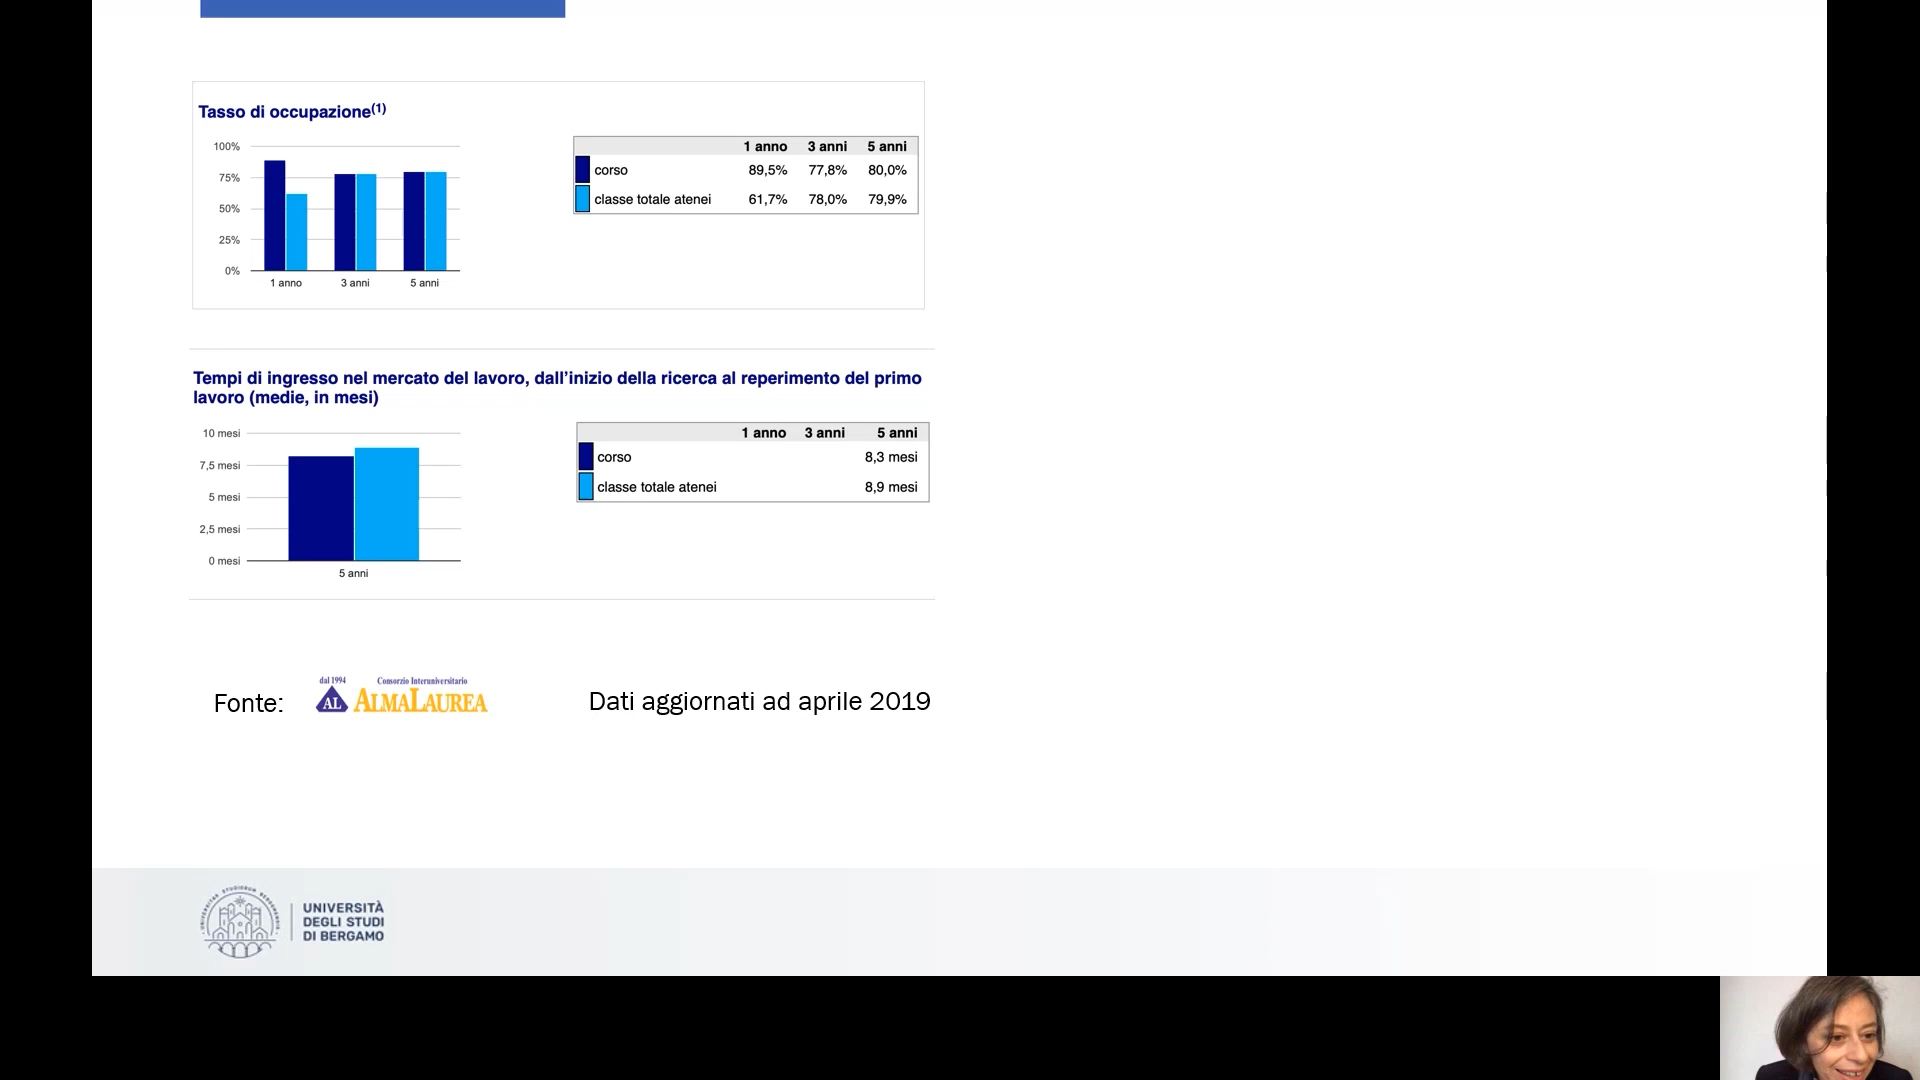 Tasso di occupazione(1)
100%
75%
50%
25%
0%
1 anno 3 anni 5 anni
1 anno 3 anni 5 anni
corso 89,5% 77,8% 80,0%
classe totale atenei 61,7% 78,0% 79,9%
Tempi di ingresso nel mercato del lavoro, dall'inizio della ricerca al reperimento del primo
lavoro (medie, in mesi)
10 mesi
7,5 mesi
5 mesi
2,5 mesi
0 mesi
5 anni
1 anno 3 anni 5 anni
corso 8,3 mesi
classe totale atenei 8,9 mesi
Fonte:
dal 1994 Consorzio Interuniversitario
AL ALMALAUREA
Dati aggiornati ad aprile 2019
UNIVERSITÀ
DEGLI STUDI
DI BERGAMO